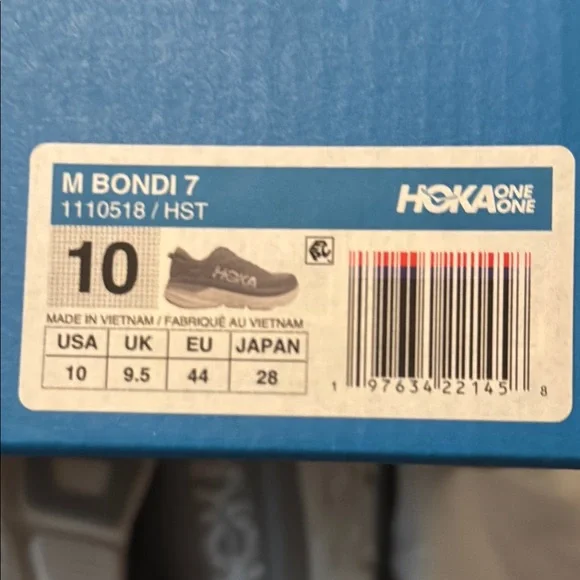 M BONDI 7
1110518 / HST
HOKA ONE ONE
10
HOKA
MADE IN VIETNAM / FABRIQUÉ AU VIETNAM
USA UK EU JAPAN
10 9.5 44 28
1 97634 22145 8